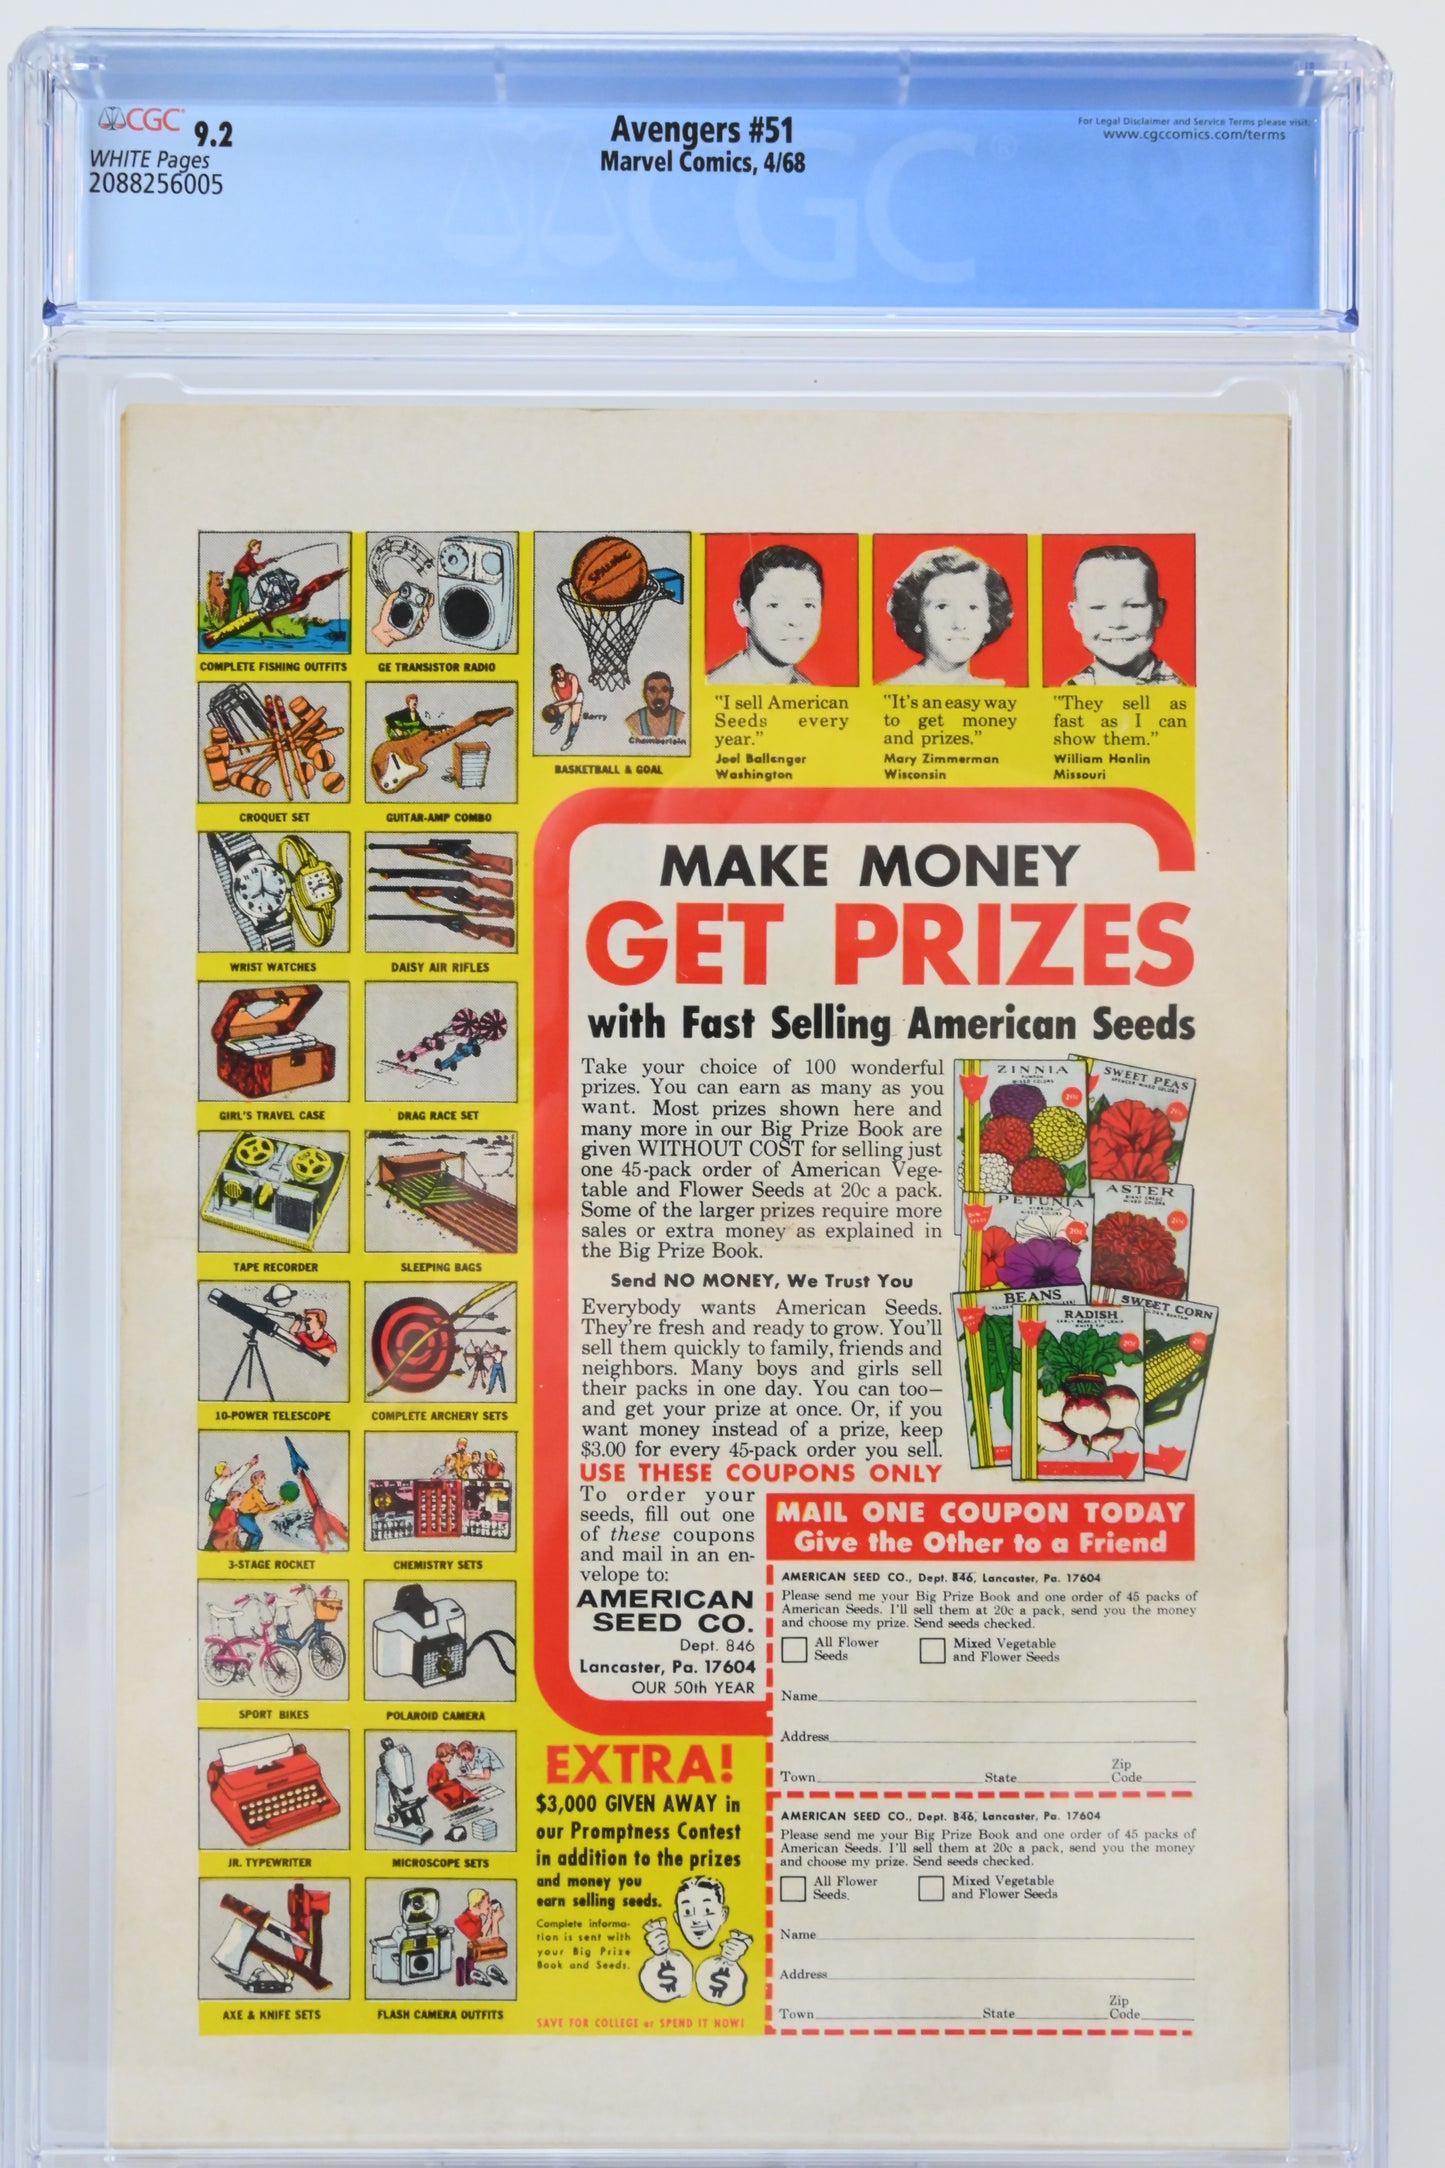 CGC 9.2
WHITE Pages
2088256005
Avengers #51
Marvel Comics, 4/68
For Legal Disclaimer and Service Terms please visit:
www.cgccomics.com/terms
CGC
COMPLETE FISHING OUTFITS
GE TRANSISTOR RADIO
SPALDING
Barry
Chamberlain
BASKETBALL & GOAL
CROQUET SET
GUITAR-AMP COMBO
WRIST WATCHES
DAISY AIR RIFLES
GIRL'S TRAVEL CASE
DRAG RACE SET
TAPE RECORDER
SLEEPING BAGS
10-POWER TELESCOPE
COMPLETE ARCHERY SETS
3-STAGE ROCKET
CHEMISTRY SETS
SPORT BIKES
POLAROID CAMERA
JR. TYPEWRITER
MICROSCOPE SETS
AXE & KNIFE SETS
FLASH CAMERA OUTFITS
"I sell American
Seeds every
year."
Joel Ballenger
Washington
"It's an easy way
to get money
and prizes."
Mary Zimmerman
Wisconsin
"They sell as
fast as I can
show them."
William Hanlin
Missouri
MAKE MONEY
GET PRIZES
with Fast Selling American Seeds
Take your choice of 100 wonderful
prizes. You can earn as many as you
want. Most prizes shown here and
many more in our Big Prize Book are
given WITHOUT COST for selling just
one 45-pack order of American Vege-
table and Flower Seeds at 20c a pack.
Some of the larger prizes require more
sales or extra money as explained in
the Big Prize Book.
Send NO MONEY, We Trust You
Everybody wants American Seeds.
They're fresh and ready to grow. You'll
sell them quickly to family, friends and
neighbors. Many boys and girls sell
their packs in one day. You can too—
and get your prize at once. Or, if you
want money instead of a prize, keep
$3.00 for every 45-pack order you sell.
USE THESE COUPONS ONLY
To order your
seeds, fill out one
of these coupons
and mail in an en-
velope to:
AMERICAN
SEED CO.
Dept. 846
Lancaster, Pa. 17604
OUR 50th YEAR
ZINNIA
MIXED COLORS
20c
SWEET PEAS
SPENCER MIXED COLORS
20c
PETUNIA
MIXED COLORS
20c
ASTER
MIXED COLORS
20c
BEANS
RADISH
20c
SWEET CORN
MAIL ONE COUPON TODAY
Give the Other to a Friend
AMERICAN SEED CO., Dept. 846, Lancaster, Pa. 17604
Please send me your Big Prize Book and one order of 45 packs of
American Seeds. I'll sell them at 20c a pack, send you the money
and choose my prize. Send seeds checked.
All Flower
Seeds
Mixed Vegetable
and Flower Seeds
Name
Address
Town State Zip
Code
AMERICAN SEED CO., Dept. 846, Lancaster, Pa. 17604
Please send me your Big Prize Book and one order of 45 packs of
American Seeds. I'll sell them at 20c a pack, send you the money
and choose my prize. Send seeds checked.
All Flower
Seeds.
Mixed Vegetable
and Flower Seeds
Name
Address
Town State Zip
Code
EXTRA!
$3,000 GIVEN AWAY in
our Promptness Contest
in addition to the prizes
and money you
earn selling seeds.
Complete informa-
tion is sent with
your Big Prize
Book and Seeds.
$ $
SAVE FOR COLLEGE or SPEND IT NOW!